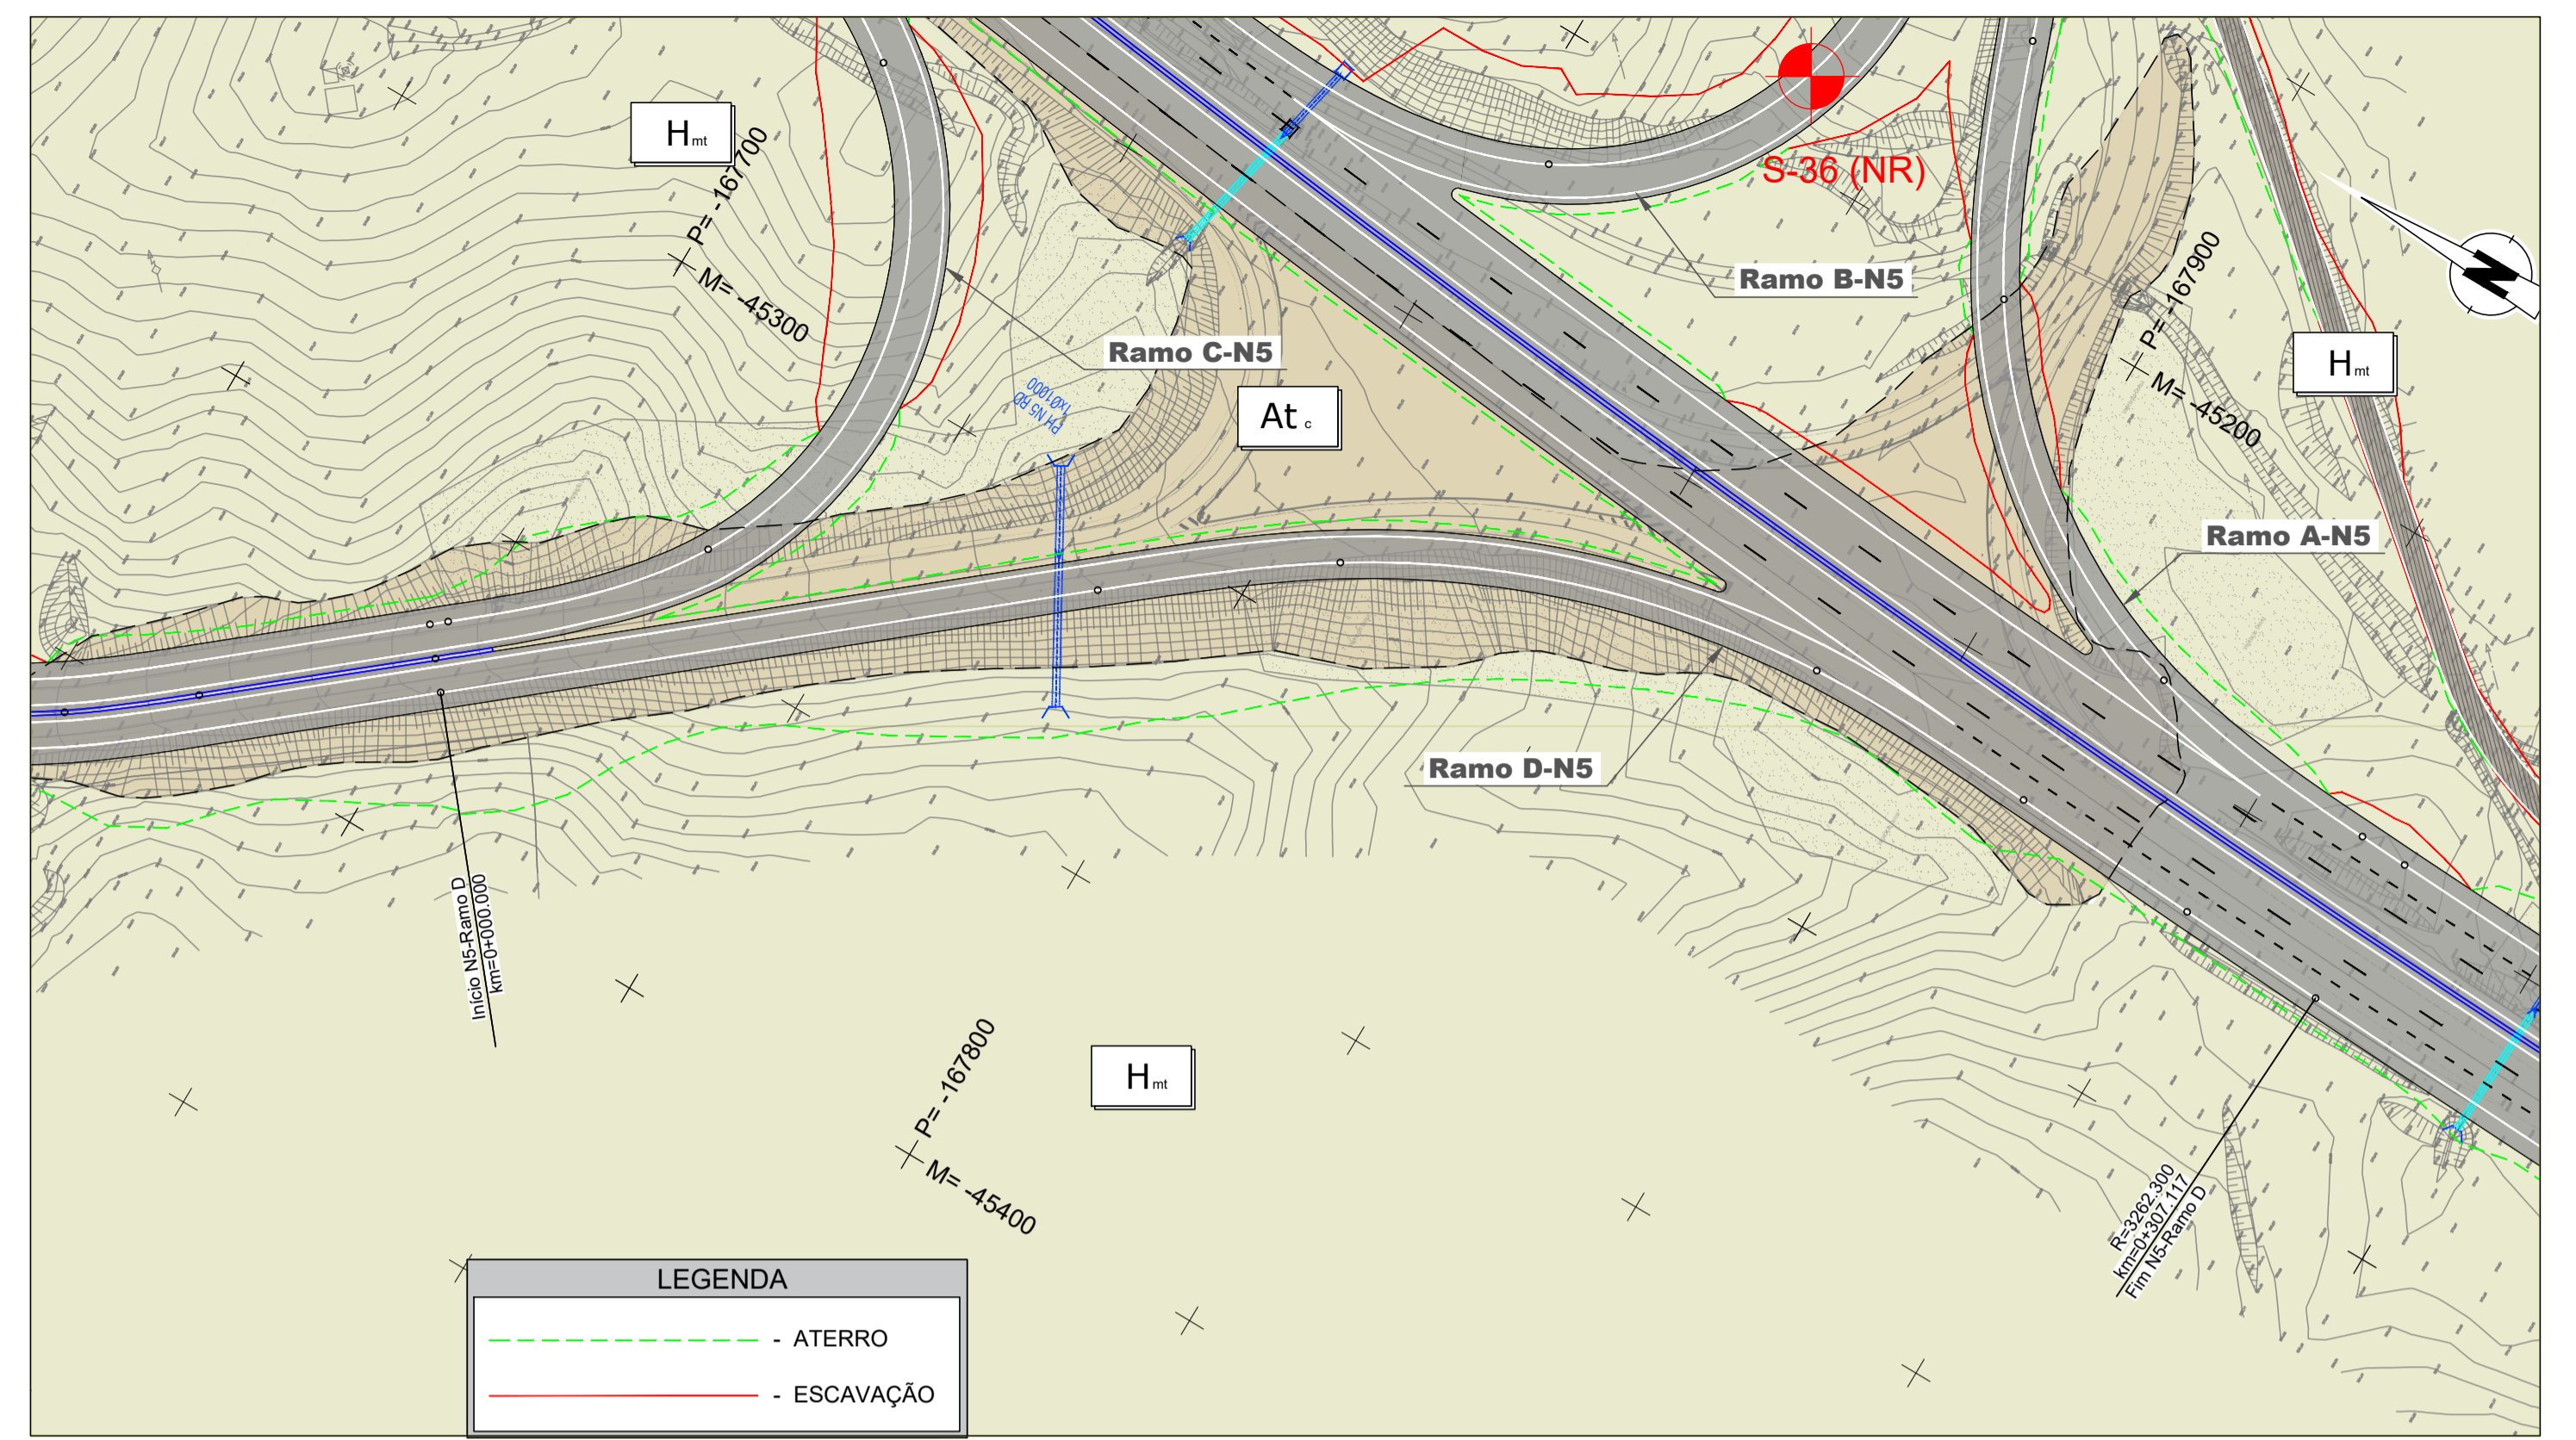 Hmt
P= -167700
M= -45300
S-36 (NR)
Ramo B-N5
N
P= -167900
M= -45200
Hmt
Ramo C-N5
PH N5 RD
1xØ1000
At c
Ramo A-N5
Ramo D-N5
Início N5-Ramo D
km=0+000.000
P= -167800
M= -45400
Hmt
R=3262.300
km=0+307.117
Fim N5-Ramo D
LEGENDA
- ATERRO
- ESCAVAÇÃO